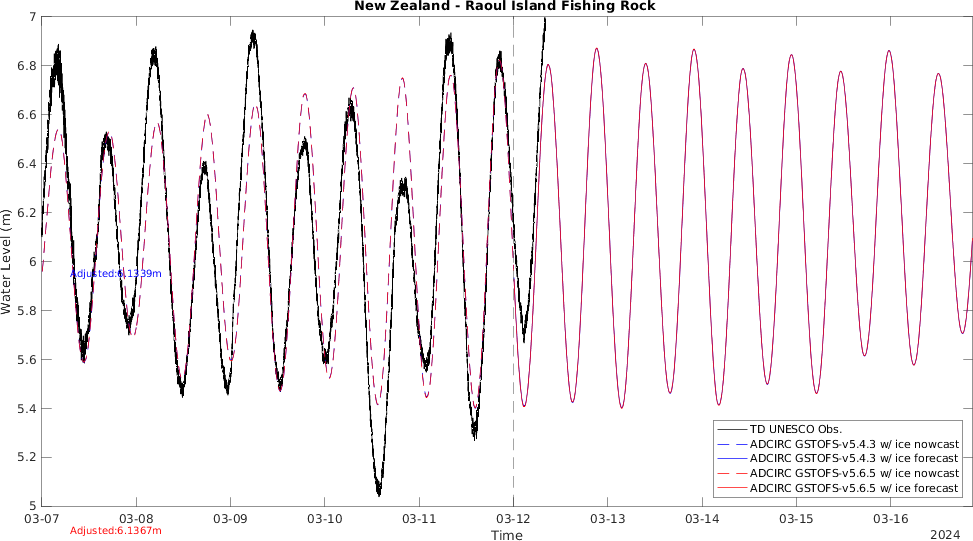 New Zealand - Raoul Island Fishing Rock
7
6.8
6.6
6.4
6.2
6
5.8
5.6
5.4
5.2
5
Water Level (m)
Adjusted:6.1339m
TD UNESCO Obs.
ADCIRC GSTOFS-v5.4.3 w/ ice nowcast
ADCIRC GSTOFS-v5.4.3 w/ ice forecast
ADCIRC GSTOFS-v5.6.5 w/ ice nowcast
ADCIRC GSTOFS-v5.6.5 w/ ice forecast
03-07 03-08 03-09 03-10 03-11 03-12 03-13 03-14 03-15 03-16
Adjusted:6.1367m
Time
2024